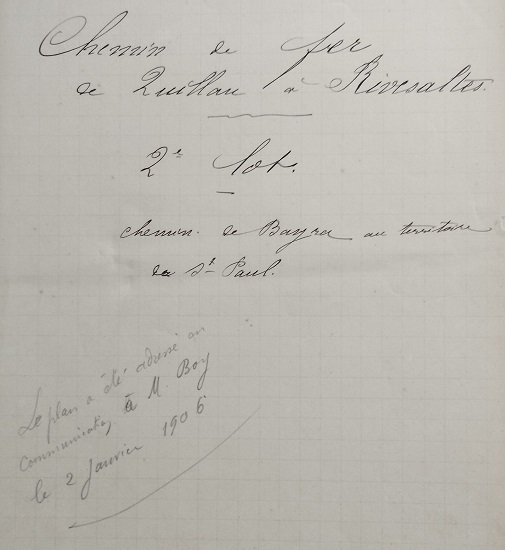 Chemin de fer
de Quillan à Rivesaltes.
2e lot.
chemin de Bayra au territoire
de St Paul.
Le plan a été adressé en
communication à M Boy
le 2 Janvier 1906